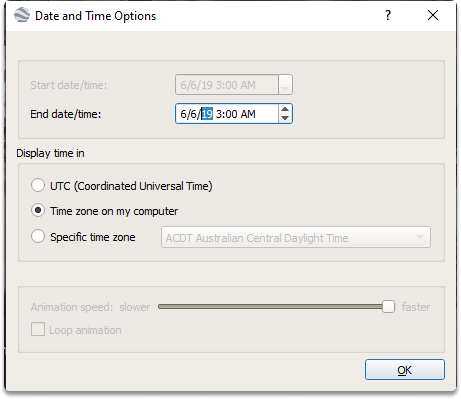 Date and Time Options
Start date/time: 6/6/19 3:00 AM
End date/time: 6/6/19 3:00 AM
Display time in
UTC (Coordinated Universal Time)
Time zone on my computer
Specific time zone ACDT Australian Central Daylight Time
Animation speed: slower faster
Loop animation
OK